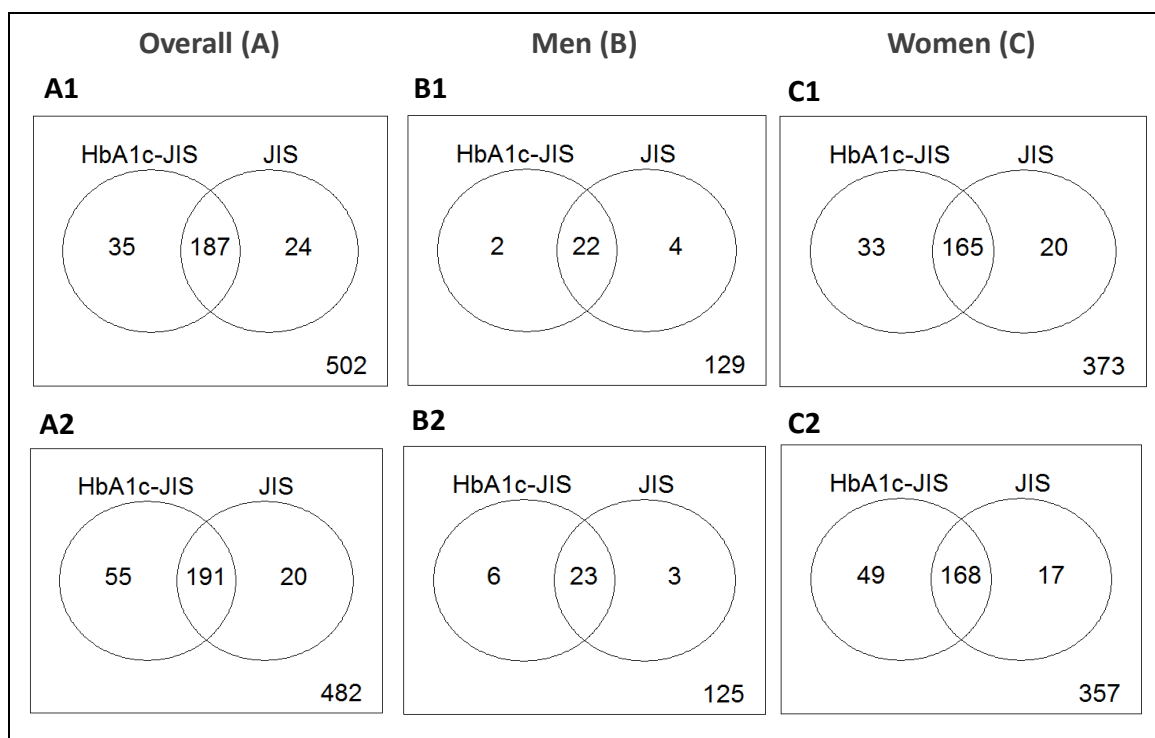 Overall (A) Men (B) Women (C)
A1 B1 C1
HbA1c-JIS JIS HbA1c-JIS JIS HbA1c-JIS JIS
35 187 24 2 22 4 33 165 20
502 129 373
A2 B2 C2
HbA1c-JIS JIS HbA1c-JIS JIS HbA1c-JIS JIS
55 191 20 6 23 3 49 168 17
482 125 357